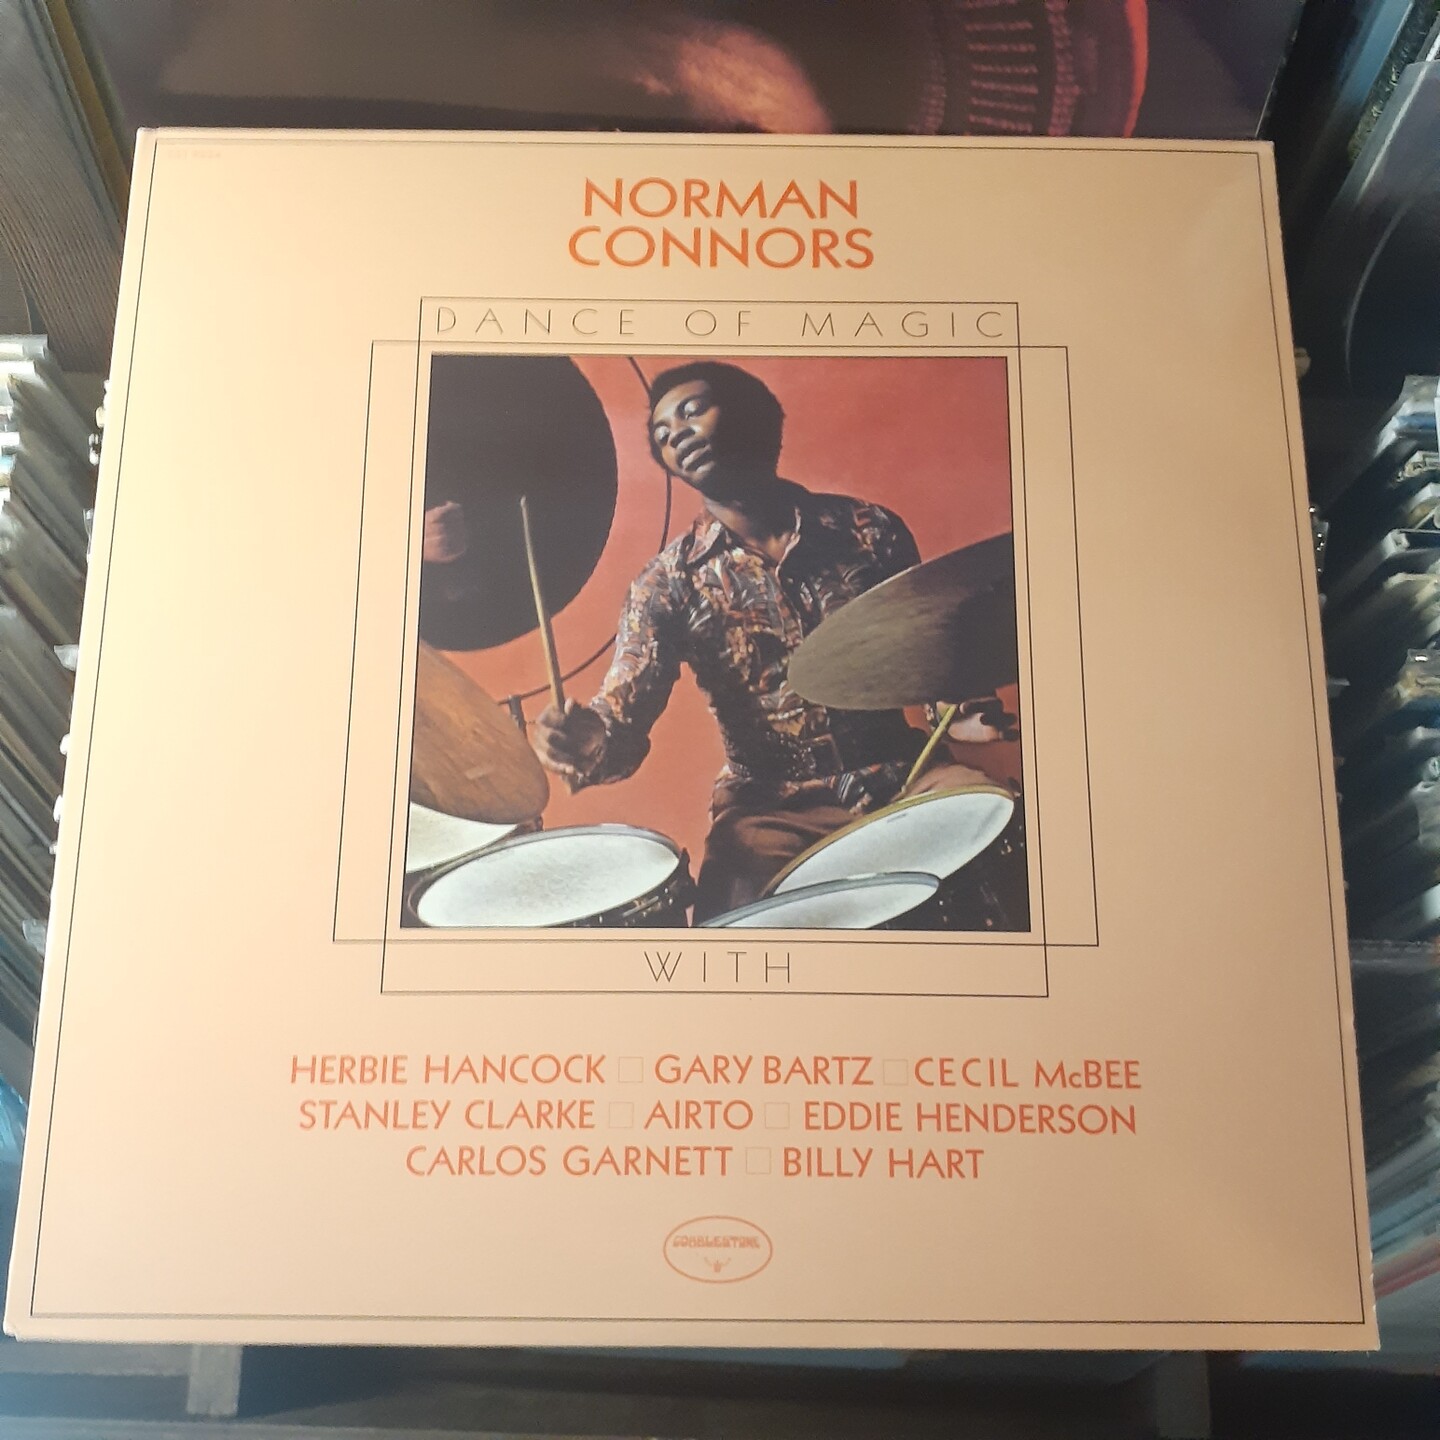 NORMAN
CONNORS
DANCE OF MAGIC
WITH
HERBIE HANCOCK □ GARY BARTZ □ CECIL McBEE
STANLEY CLARKE □ AIRTO □ EDDIE HENDERSON
CARLOS GARNETT □ BILLY HART
COBBLESTONE